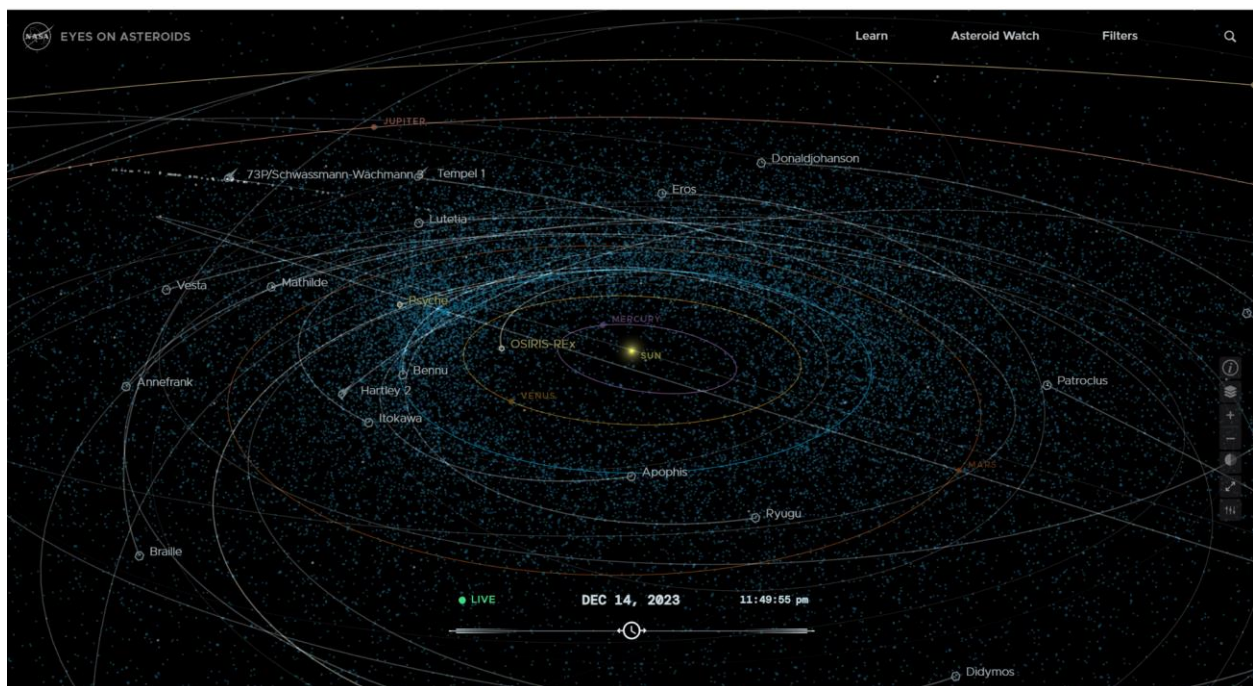 NASA EYES ON ASTEROIDS
Learn Asteroid Watch Filters
JUPITER
Donaldjohanson
73P/Schwassmann-Wachmann 3
Tempel 1
Eros
Lutetia
Vesta
Mathilde
Psyche
MERCURY
OSIRIS-REx
SUN
Bennu
Annefrank
Hartley 2
VENUS
Patroclus
Itokawa
Apophis
MARS
Ryugu
Braille
LIVE DEC 14, 2023 11:49:55 pm
Didymos